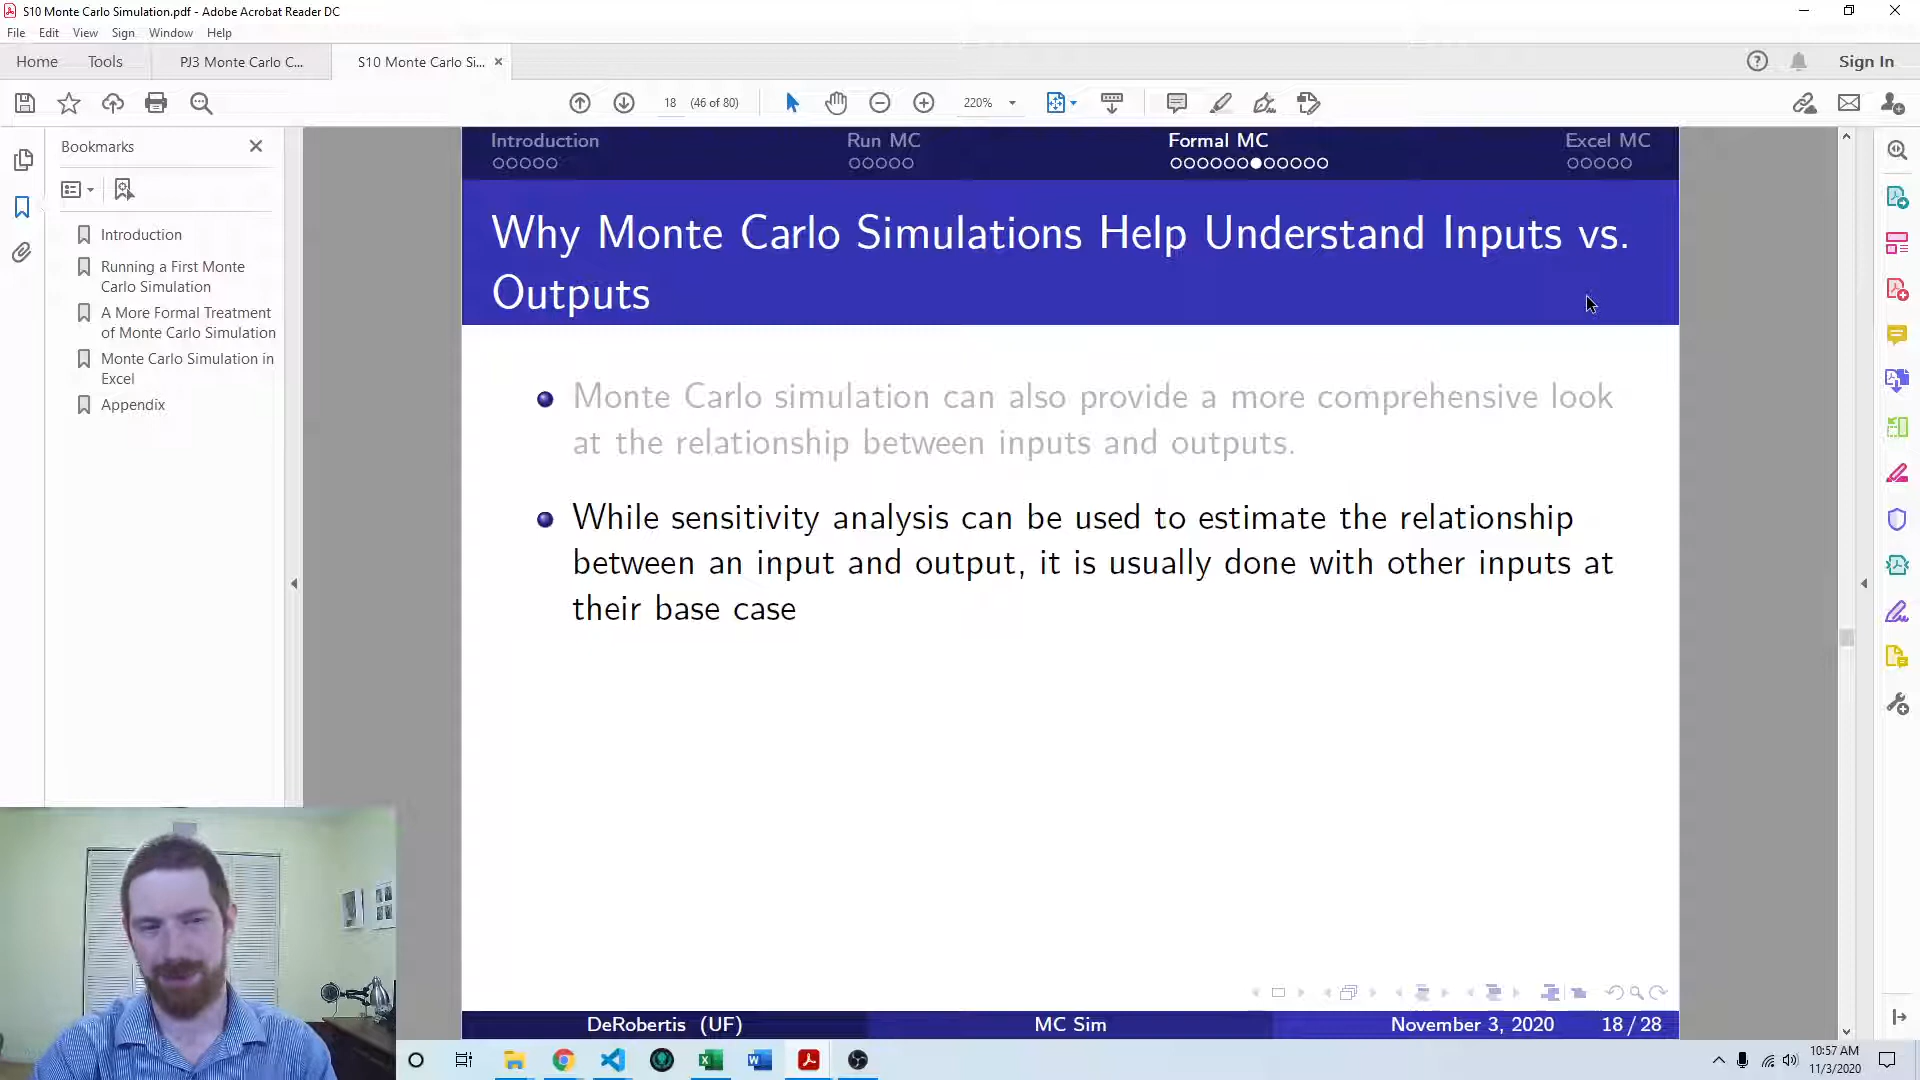 S10 Monte Carlo Simulation.pdf - Adobe Acrobat Reader DC
File Edit View Sign Window Help
Home Tools PJ3 Monte Carlo C... S10 Monte Carlo Si... Sign In
18 (46 of 80) 220%
Bookmarks
Introduction
Running a First Monte
Carlo Simulation
A More Formal Treatment
of Monte Carlo Simulation
Monte Carlo Simulation in
Excel
Appendix
Introduction Run MC Formal MC Excel MC
Why Monte Carlo Simulations Help Understand Inputs vs.
Outputs
Monte Carlo simulation can also provide a more comprehensive look
at the relationship between inputs and outputs.
While sensitivity analysis can be used to estimate the relationship
between an input and output, it is usually done with other inputs at
their base case
DeRobertis (UF) MC Sim November 3, 2020 18 / 28
10:57 AM
11/3/2020